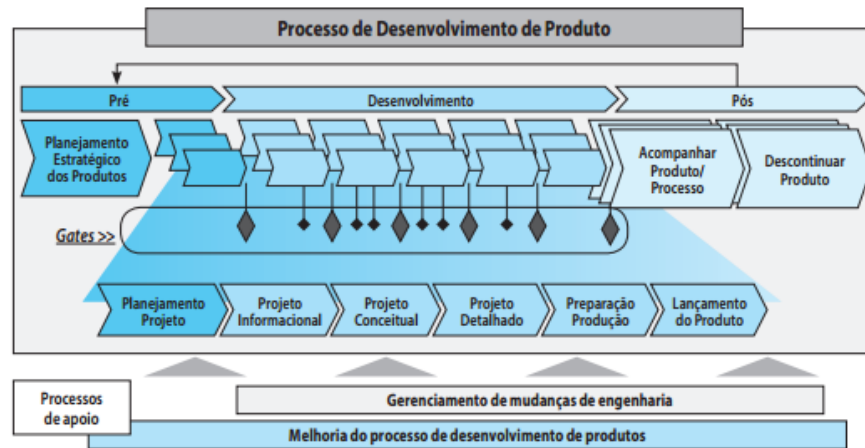 Processo de Desenvolvimento de Produto
Pré
Desenvolvimento
Pós
Planejamento
Estratégico
dos Produtos
Acompanhar
Produto/
Processo
Descontinuar
Produto
Gates >>
Planejamento
Projeto
Projeto
Informacional
Projeto
Conceitual
Projeto
Detalhado
Preparação
Produção
Lançamento
do Produto
Processos
de apoio
Gerenciamento de mudanças de engenharia
Melhoria do processo de desenvolvimento de produtos